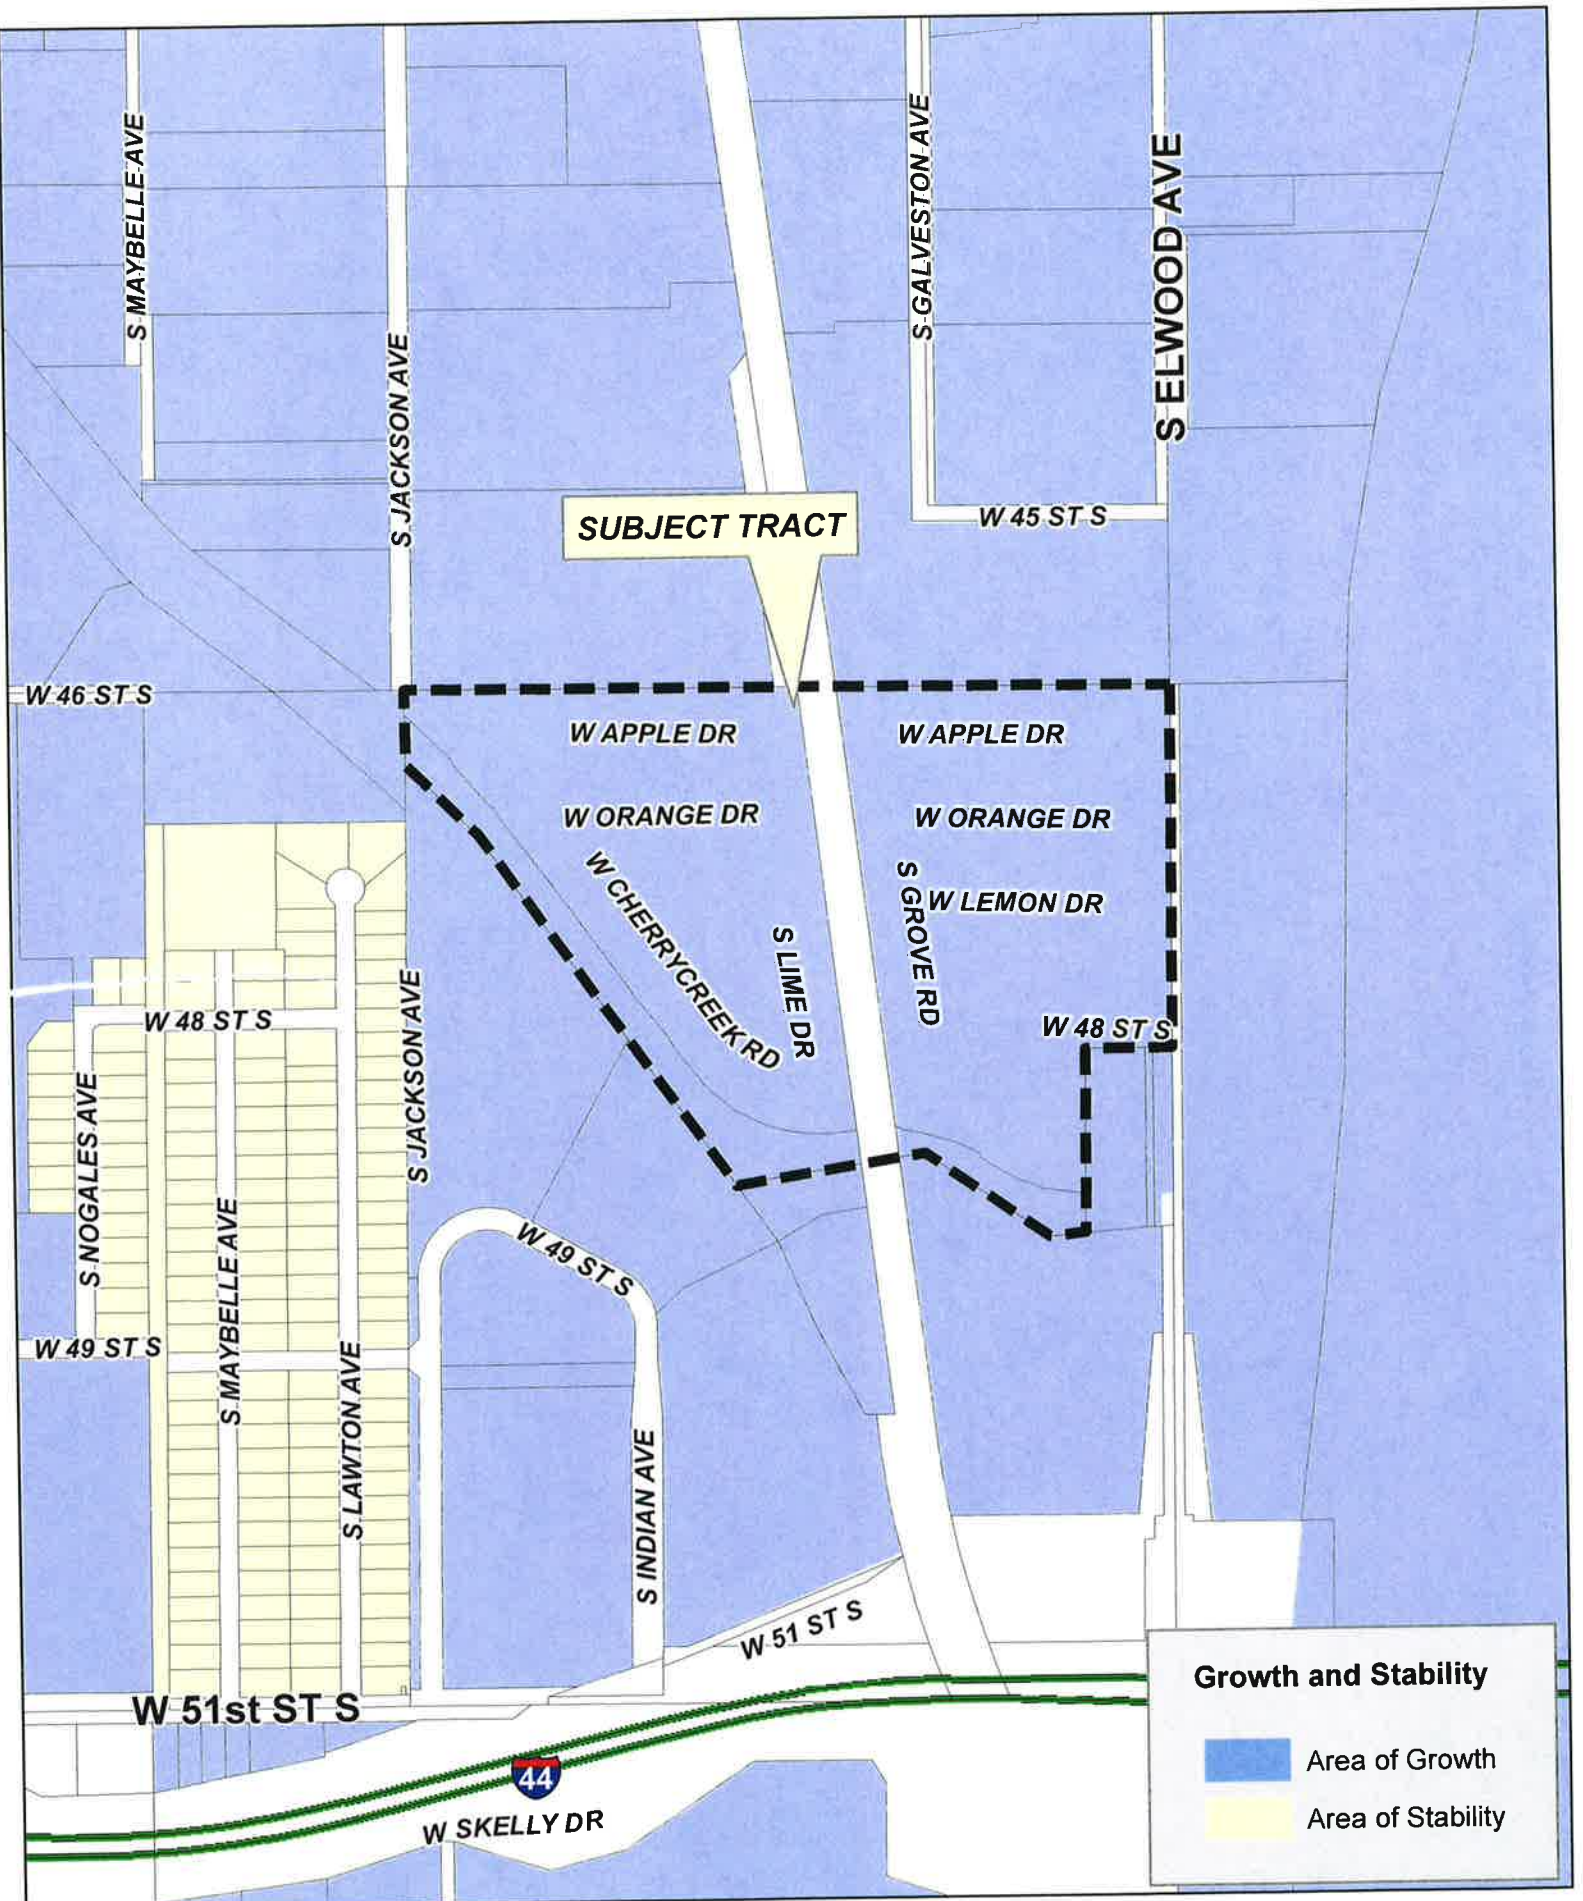 S MAYBELLE AVE
S JACKSON AVE
S GALVESTON AVE
S ELWOOD AVE
SUBJECT TRACT
W 45 ST S
W 46 ST S
W APPLE DR
W APPLE DR
W ORANGE DR
W ORANGE DR
W CHERRYCREEK RD
S LIME DR
S GROVE RD
W LEMON DR
W 48 ST S
W 48 ST S
S JACKSON AVE
S NOGALES AVE
S MAYBELLE AVE
W 49 ST S
W 49 ST S
S LAWTON AVE
S INDIAN AVE
W 51 ST S
W 51st ST S
44
W SKELLY DR
Growth and Stability
Area of Growth
Area of Stability